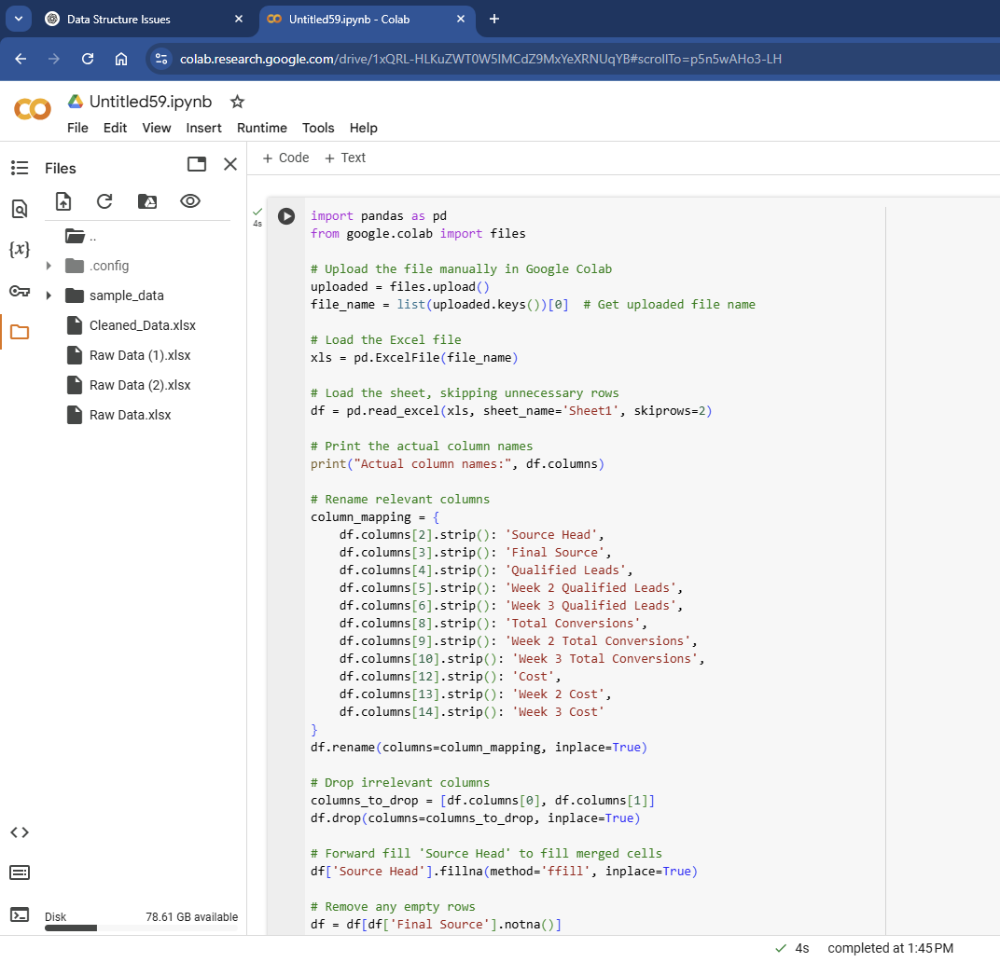 Data Structure Issues
Untitled59.ipynb - Colab
colab.research.google.com/drive/1xQRL-HLKuZWT0W5IMCdZ9MxYeXRNUqYB#scrollTo=p5n5wAHo3-LH
Untitled59.ipynb
File Edit View Insert Runtime Tools Help
Files
+ Code + Text
..
.config
sample_data
Cleaned_Data.xlsx
Raw Data (1).xlsx
Raw Data (2).xlsx
Raw Data.xlsx
{x}
Disk 78.61 GB available
4s
import pandas as pd
from google.colab import files
# Upload the file manually in Google Colab
uploaded = files.upload()
file_name = list(uploaded.keys())[0]  # Get uploaded file name
# Load the Excel file
xls = pd.ExcelFile(file_name)
# Load the sheet, skipping unnecessary rows
df = pd.read_excel(xls, sheet_name='Sheet1', skiprows=2)
# Print the actual column names
print("Actual column names:", df.columns)
# Rename relevant columns
column_mapping = {
    df.columns[2].strip(): 'Source Head',
    df.columns[3].strip(): 'Final Source',
    df.columns[4].strip(): 'Qualified Leads',
    df.columns[5].strip(): 'Week 2 Qualified Leads',
    df.columns[6].strip(): 'Week 3 Qualified Leads',
    df.columns[8].strip(): 'Total Conversions',
    df.columns[9].strip(): 'Week 2 Total Conversions',
    df.columns[10].strip(): 'Week 3 Total Conversions',
    df.columns[12].strip(): 'Cost',
    df.columns[13].strip(): 'Week 2 Cost',
    df.columns[14].strip(): 'Week 3 Cost'
}
df.rename(columns=column_mapping, inplace=True)
# Drop irrelevant columns
columns_to_drop = [df.columns[0], df.columns[1]]
df.drop(columns=columns_to_drop, inplace=True)
# Forward fill 'Source Head' to fill merged cells
df['Source Head'].fillna(method='ffill', inplace=True)
# Remove any empty rows
df = df[df['Final Source'].notna()]
4s completed at 1:45 PM